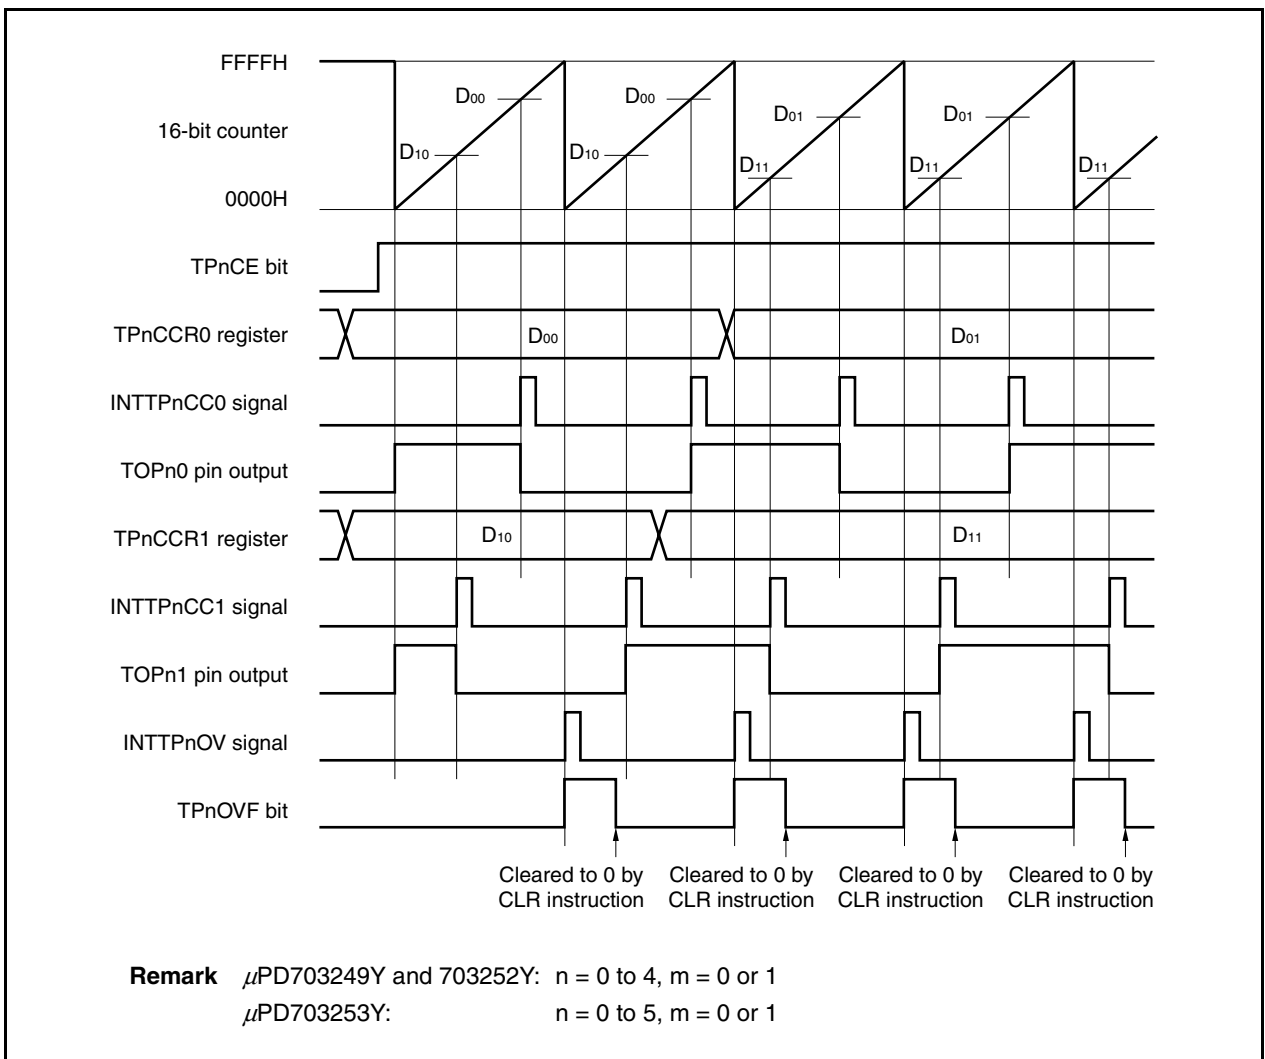 FFFFH
16-bit counter
0000H
D00
D10
D00
D10
D01
D11
D01
D11
D11
TPnCE bit
TPnCCR0 register
D00
D01
INTTPnCC0 signal
TOPn0 pin output
TPnCCR1 register
D10
D11
INTTPnCC1 signal
TOPn1 pin output
INTTPnOV signal
TPnOVF bit
Cleared to 0 by
CLR instruction
Cleared to 0 by
CLR instruction
Cleared to 0 by
CLR instruction
Cleared to 0 by
CLR instruction
Remark μPD703249Y and 703252Y: n = 0 to 4, m = 0 or 1
μPD703253Y: n = 0 to 5, m = 0 or 1